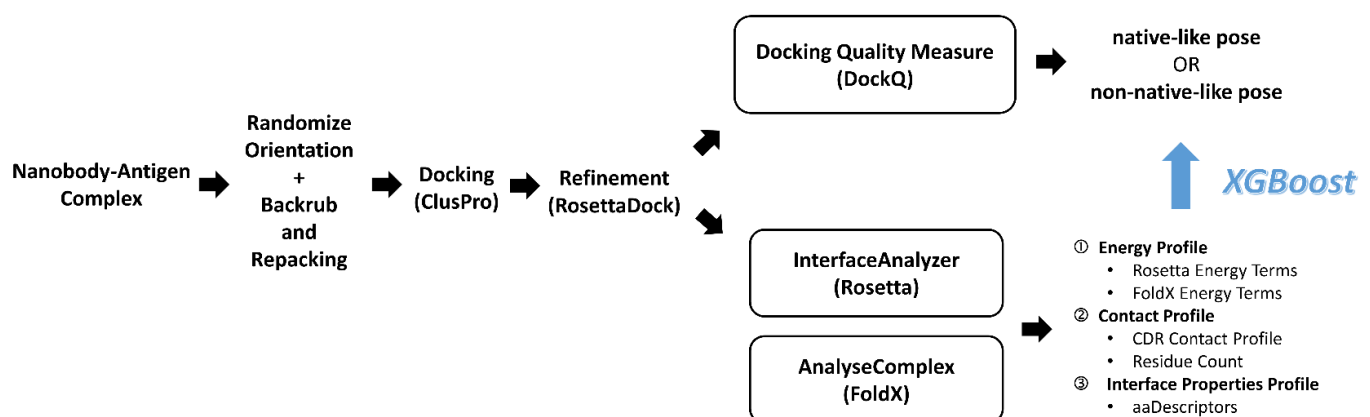 Nanobody-Antigen
Complex
Randomize
Orientation
+
Backrub
and
Repacking
Docking
(ClusPro)
Refinement
(RosettaDock)
Docking Quality Measure
(DockQ)
native-like pose
OR
non-native-like pose
XGBoost
InterfaceAnalyzer
(Rosetta)
AnalyseComplex
(FoldX)
① Energy Profile
• Rosetta Energy Terms
• FoldX Energy Terms
② Contact Profile
• CDR Contact Profile
• Residue Count
③ Interface Properties Profile
• aaDescriptors